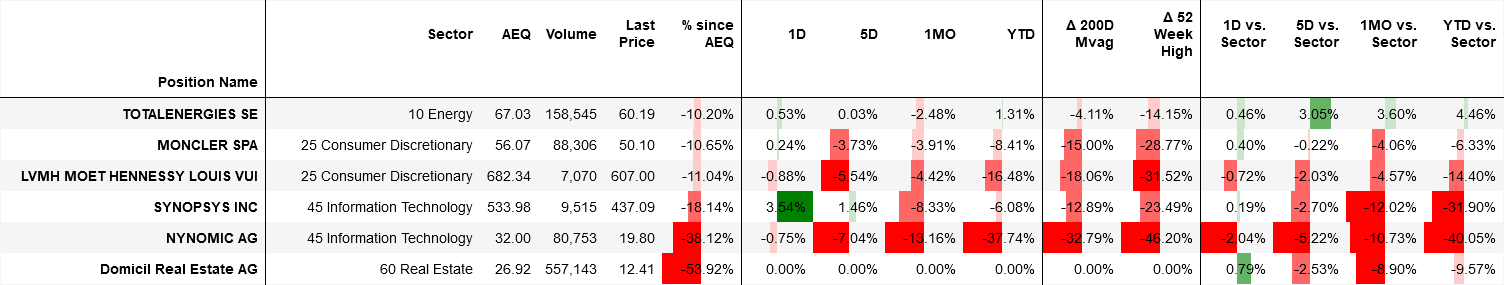 Position Name Sector AEQ Volume Last Price % since AEQ 1D 5D 1MO YTD Δ 200D Mvag Δ 52 Week High 1D vs. Sector 5D vs. Sector 1MO vs. Sector YTD vs. Sector
TOTALENERGIES SE 10 Energy 67.03 158,545 60.19 -10.20% 0.53% 0.03% -2.48% 1.31% -4.11% -14.15% 0.46% 3.05% 3.60% 4.46%
MONCLER SPA 25 Consumer Discretionary 56.07 88,306 50.10 -10.65% 0.24% -3.73% -3.91% -8.41% -15.00% -28.77% 0.40% -0.22% -4.06% -6.33%
LVMH MOET HENNESSY LOUIS VUI 25 Consumer Discretionary 682.34 7,070 607.00 -11.04% -0.88% -5.54% -4.42% -16.48% -18.06% -31.52% -0.72% -2.03% -4.57% -14.40%
SYNOPSYS INC 45 Information Technology 533.98 9,515 437.09 -18.14% 3.54% 1.46% -8.33% -6.08% -12.89% -23.49% 0.19% -2.70% -12.02% -31.90%
NYNOMIC AG 45 Information Technology 32.00 80,753 19.80 -38.12% -0.75% -7.04% -13.16% -37.74% -32.79% -46.20% -2.04% -5.22% -10.73% -40.05%
Domicil Real Estate AG 60 Real Estate 26.92 557,143 12.41 -53.92% 0.00% 0.00% 0.00% 0.00% 0.00% 0.00% 0.79% -2.53% -8.90% -9.57%